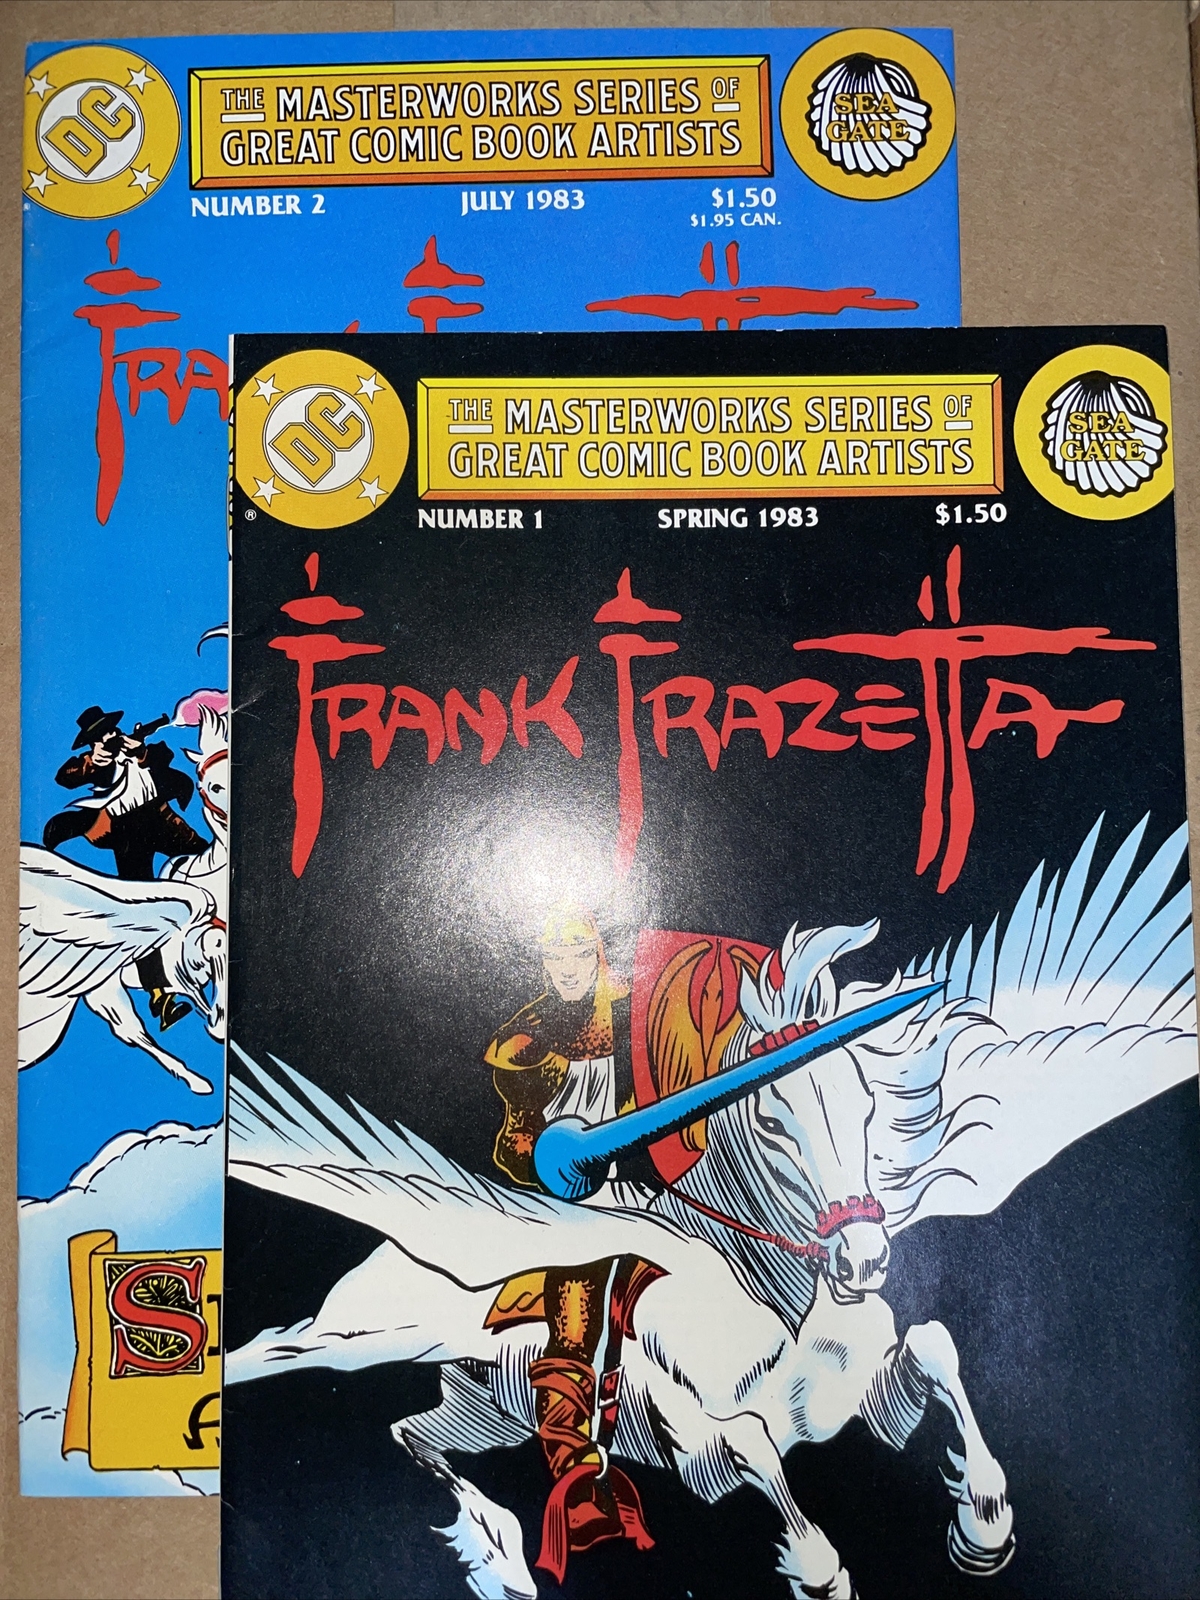 DC
THE MASTERWORKS SERIES OF
GREAT COMIC BOOK ARTISTS
SEA
GATE
NUMBER 2 JULY 1983 $1.50
$1.95 CAN.
FRA
DC
THE MASTERWORKS SERIES OF
GREAT COMIC BOOK ARTISTS
SEA
GATE
®
NUMBER 1 SPRING 1983 $1.50
FRANK FRAZETTA
S